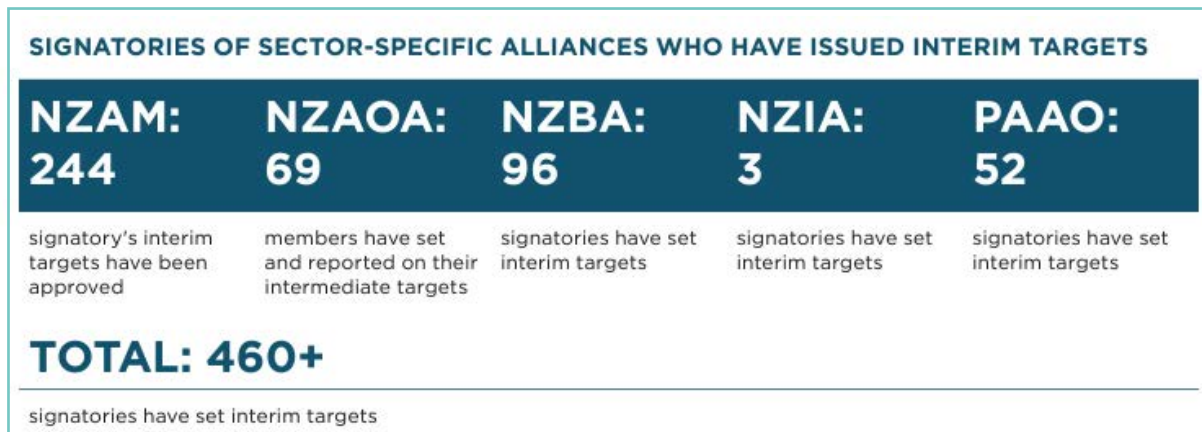 SIGNATORIES OF SECTOR-SPECIFIC ALLIANCES WHO HAVE ISSUED INTERIM TARGETS
NZAM:
244
signatory's interim
targets have been
approved
NZAOA:
69
members have set
and reported on their
intermediate targets
NZBA:
96
signatories have set
interim targets
NZIA:
3
signatories have set
interim targets
PAAO:
52
signatories have set
interim targets
TOTAL: 460+
signatories have set interim targets